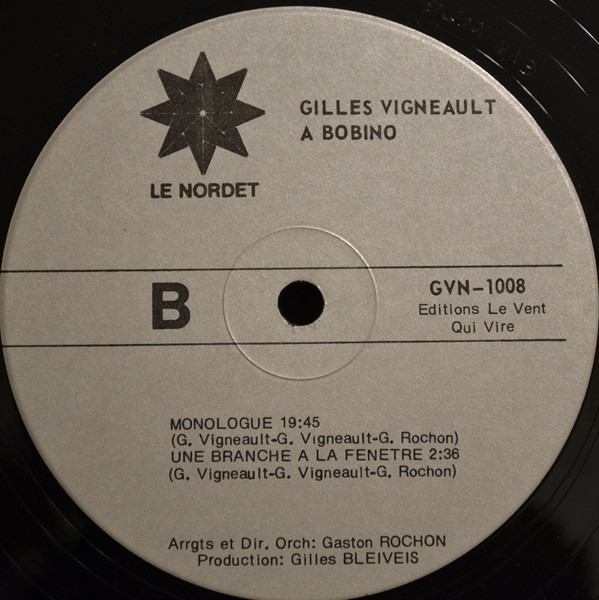 GILLES VIGNEAULT
A BOBINO
LE NORDET
B
GVN-1008
Editions Le Vent
Qui Vire
MONOLOGUE 19:45
(G. Vigneault-G. Vigneault-G. Rochon)
UNE BRANCHE A LA FENETRE 2:36
(G. Vigneault-G. Vigneault-G. Rochon)
Arrgts et Dir. Orch: Gaston ROCHON
Production: Gilles BLEIVEIS